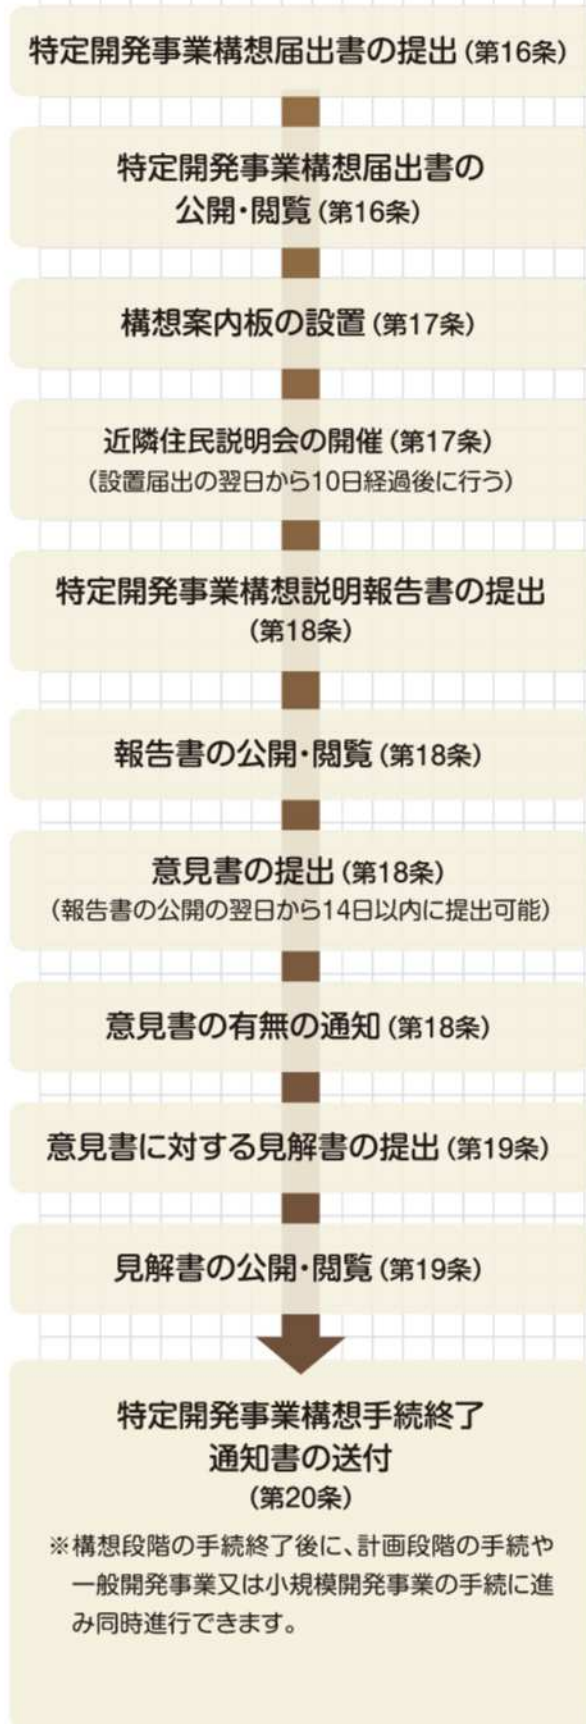 特定開発事業構想届出書の提出(第16条)
特定開発事業構想届出書の
公開・閲覧(第16条)
構想案内板の設置(第17条)
近隣住民説明会の開催(第17条)
(設置届出の翌日から10日経過後に行う)
特定開発事業構想説明報告書の提出
(第18条)
報告書の公開・閲覧(第18条)
意見書の提出(第18条)
(報告書の公開の翌日から14日以内に提出可能)
意見書の有無の通知(第18条)
意見書に対する見解書の提出(第19条)
見解書の公開・閲覧(第19条)
特定開発事業構想手続終了
通知書の送付
(第20条)
※構想段階の手続終了後に、計画段階の手続や
一般開発事業又は小規模開発事業の手続に進
み同時進行できます。